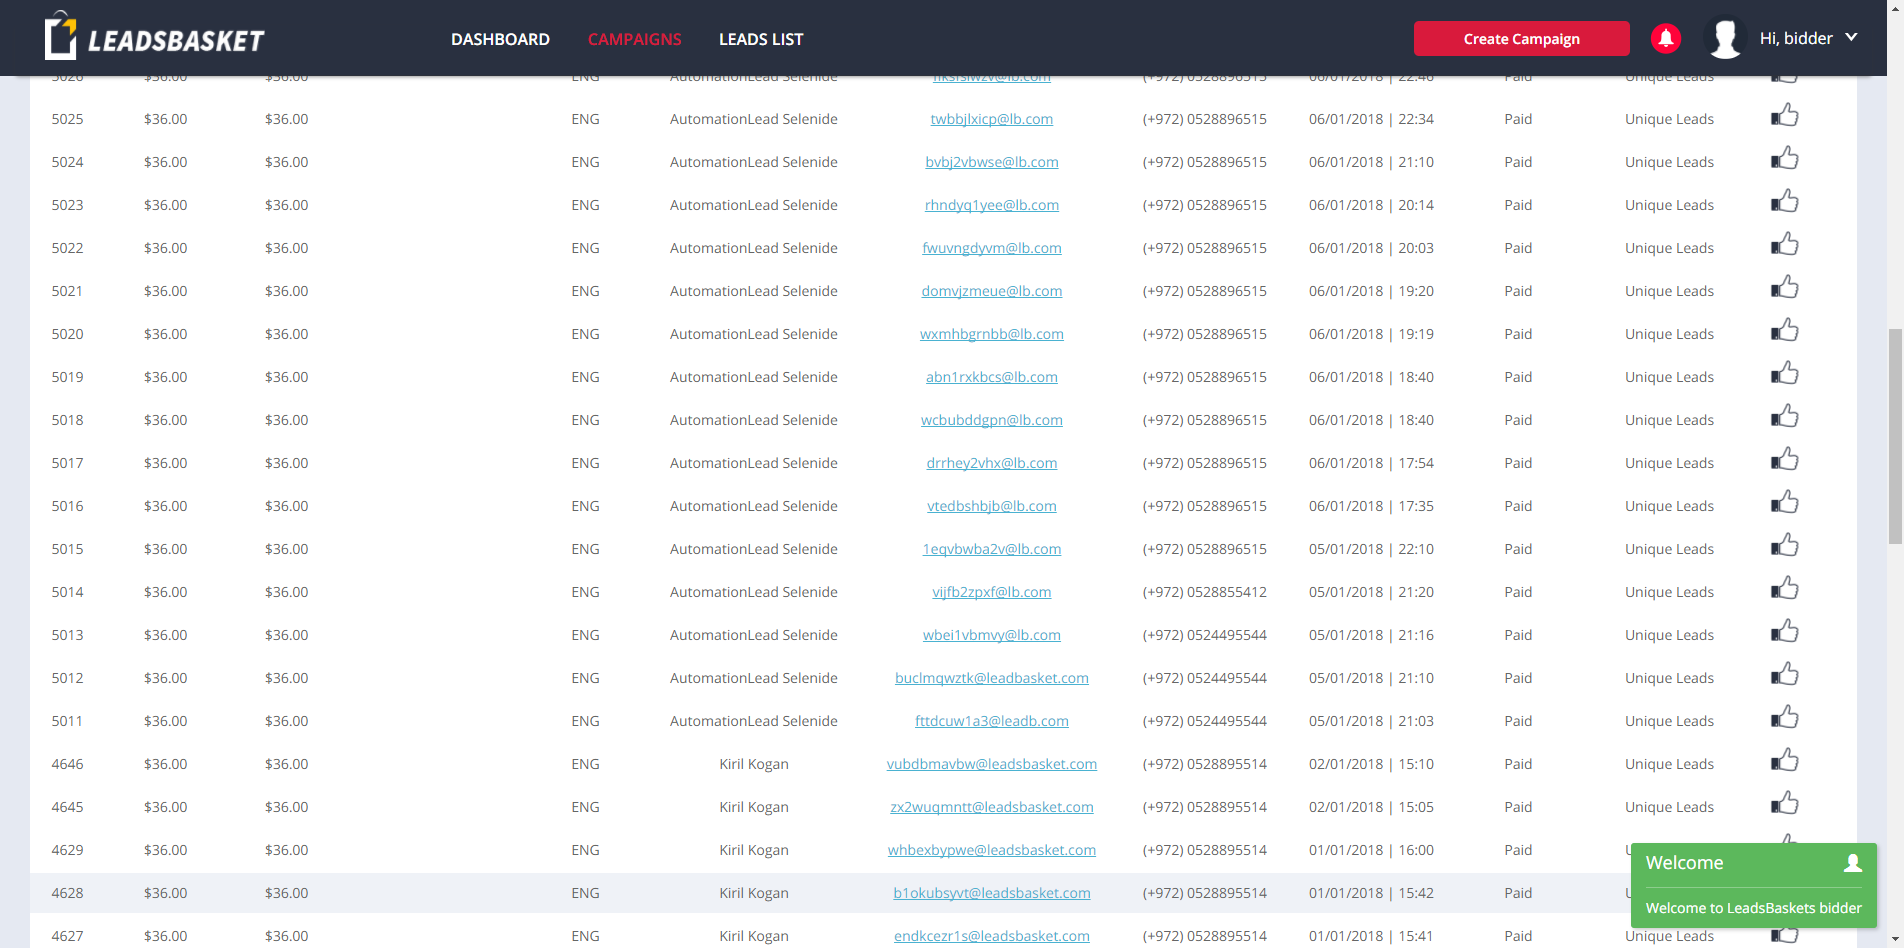 LEADSBASKET DASHBOARD CAMPAIGNS LEADS LIST Create Campaign Hi, bidder
5026 $36.00 $36.00 ENG AutomationLead Selenide (+972) 0528896515 06/01/2018 | 22:46 Paid Unique Leads
5025 $36.00 $36.00 ENG AutomationLead Selenide twbbjlxicp@lb.com (+972) 0528896515 06/01/2018 | 22:34 Paid Unique Leads
5024 $36.00 $36.00 ENG AutomationLead Selenide bvbj2vbwse@lb.com (+972) 0528896515 06/01/2018 | 21:10 Paid Unique Leads
5023 $36.00 $36.00 ENG AutomationLead Selenide rhndyq1yee@lb.com (+972) 0528896515 06/01/2018 | 20:14 Paid Unique Leads
5022 $36.00 $36.00 ENG AutomationLead Selenide fwuvngdyvm@lb.com (+972) 0528896515 06/01/2018 | 20:03 Paid Unique Leads
5021 $36.00 $36.00 ENG AutomationLead Selenide domvjzmeue@lb.com (+972) 0528896515 06/01/2018 | 19:20 Paid Unique Leads
5020 $36.00 $36.00 ENG AutomationLead Selenide wxmhbgrnbb@lb.com (+972) 0528896515 06/01/2018 | 19:19 Paid Unique Leads
5019 $36.00 $36.00 ENG AutomationLead Selenide abn1rxkbcs@lb.com (+972) 0528896515 06/01/2018 | 18:40 Paid Unique Leads
5018 $36.00 $36.00 ENG AutomationLead Selenide wcbubddgpn@lb.com (+972) 0528896515 06/01/2018 | 18:40 Paid Unique Leads
5017 $36.00 $36.00 ENG AutomationLead Selenide drrhey2vhx@lb.com (+972) 0528896515 06/01/2018 | 17:54 Paid Unique Leads
5016 $36.00 $36.00 ENG AutomationLead Selenide vtedbshbjb@lb.com (+972) 0528896515 06/01/2018 | 17:35 Paid Unique Leads
5015 $36.00 $36.00 ENG AutomationLead Selenide 1eqvbwba2v@lb.com (+972) 0528896515 05/01/2018 | 22:10 Paid Unique Leads
5014 $36.00 $36.00 ENG AutomationLead Selenide vijfb2zpxf@lb.com (+972) 0528855412 05/01/2018 | 21:20 Paid Unique Leads
5013 $36.00 $36.00 ENG AutomationLead Selenide wbei1vbmvy@lb.com (+972) 0524495544 05/01/2018 | 21:16 Paid Unique Leads
5012 $36.00 $36.00 ENG AutomationLead Selenide buclmqwztk@leadbasket.com (+972) 0524495544 05/01/2018 | 21:10 Paid Unique Leads
5011 $36.00 $36.00 ENG AutomationLead Selenide fttdcuw1a3@leadb.com (+972) 0524495544 05/01/2018 | 21:03 Paid Unique Leads
4646 $36.00 $36.00 ENG Kiril Kogan vubdbmavbw@leadsbasket.com (+972) 0528895514 02/01/2018 | 15:10 Paid Unique Leads
4645 $36.00 $36.00 ENG Kiril Kogan zx2wuqmntt@leadsbasket.com (+972) 0528895514 02/01/2018 | 15:05 Paid Unique Leads
4629 $36.00 $36.00 ENG Kiril Kogan whbexbypwe@leadsbasket.com (+972) 0528895514 01/01/2018 | 16:00 Paid
4628 $36.00 $36.00 ENG Kiril Kogan b1okubsyvt@leadsbasket.com (+972) 0528895514 01/01/2018 | 15:42 Paid
4627 $36.00 $36.00 ENG Kiril Kogan endkcezr1s@leadsbasket.com (+972) 0528895514 01/01/2018 | 15:41 Paid Unique Leads
Welcome
Welcome to LeadsBaskets bidder